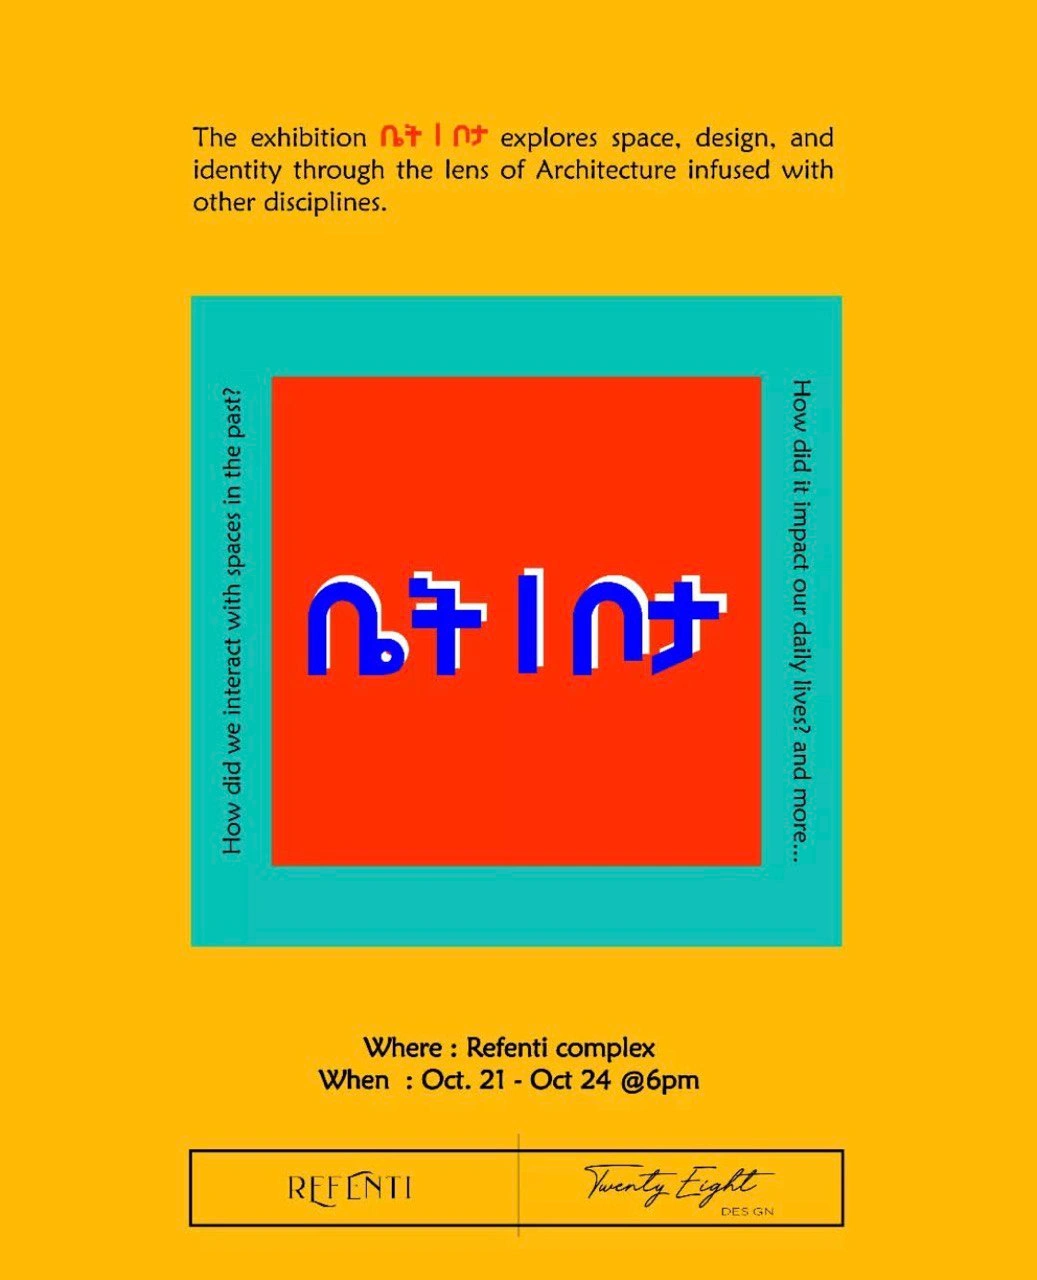 The exhibition ቤት | ቦታ explores space, design, and
identity through the lens of Architecture infused with
other disciplines.
How did we interact with spaces in the past?
ቤት | ቦታ
How did it impact our daily lives? and more...
Where : Refenti complex
When : Oct. 21 - Oct 24 @6pm
REFENTI
Twenty Eight
DESIGN